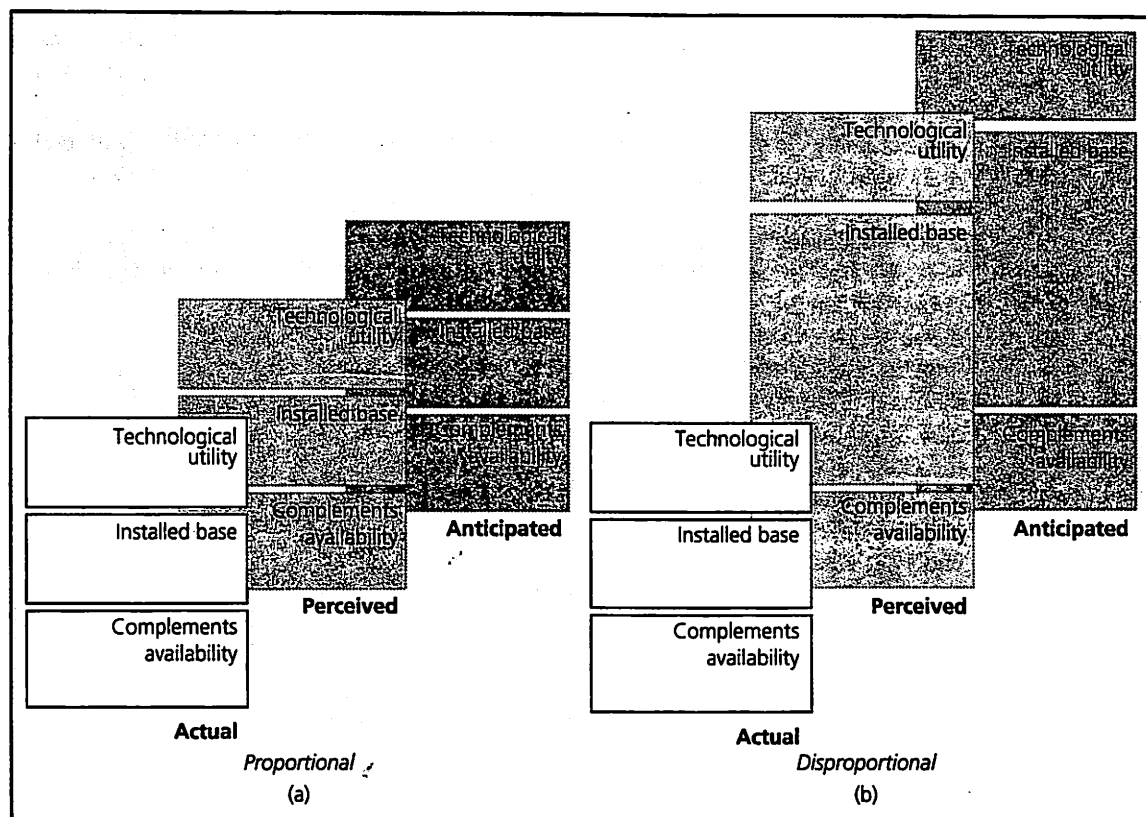 Technological
utility
Installed base
Complements
availability
Actual
Technological
utility
Installed base
Complements
availability
Perceived
Technological
utility
Installed base
Complements
availability
Anticipated
Proportional
(a)
Technological
utility
Installed base
Complements
availability
Actual
Technological
utility
Installed base
Complements
availability
Perceived
Technological
utility
Installed base
Complements
availability
Anticipated
Disproportional
(b)